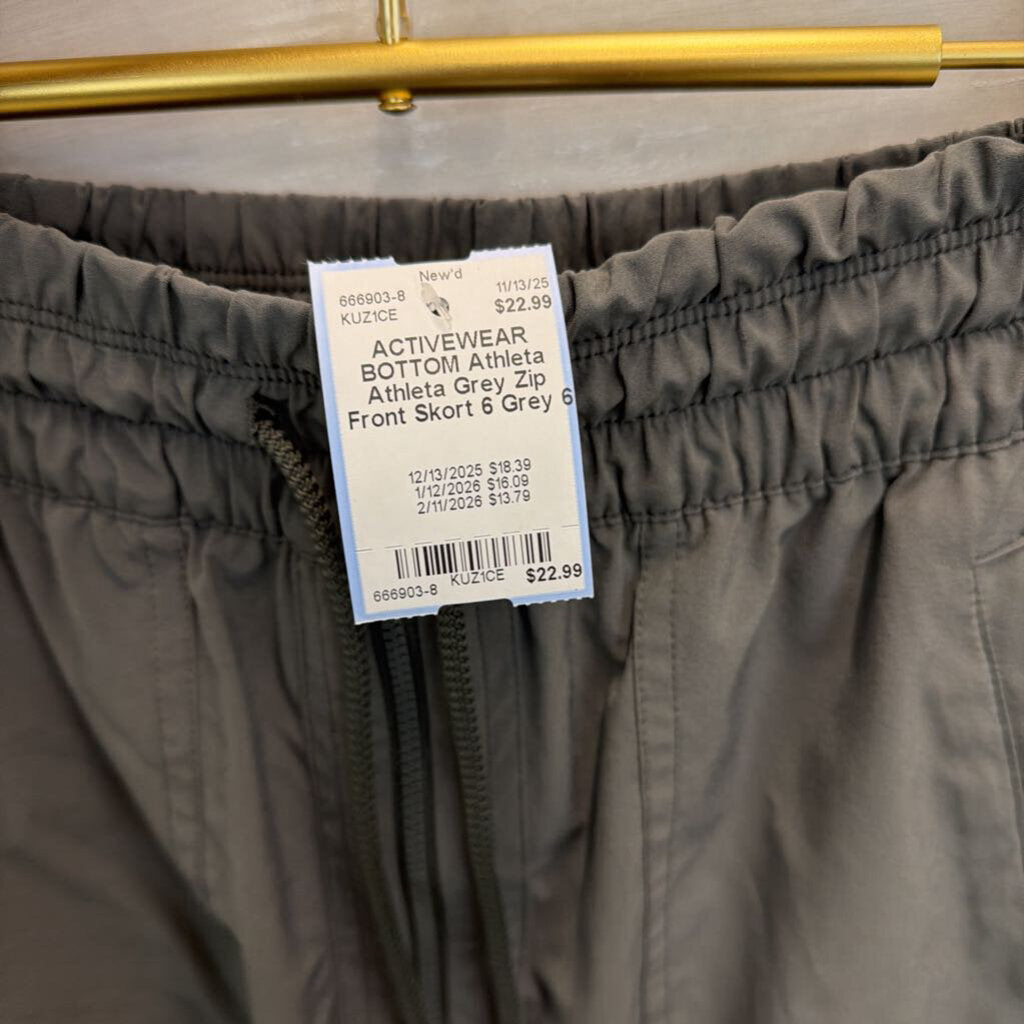 New'd
666903-8 11/13/25
KUZ1CE $22.99
ACTIVEWEAR
BOTTOM Athleta
Athleta Grey Zip
Front Skort 6 Grey 6
12/13/2025 $18.39
1/12/2026 $16.09
2/11/2026 $13.79
666903-8 KUZ1CE $22.99